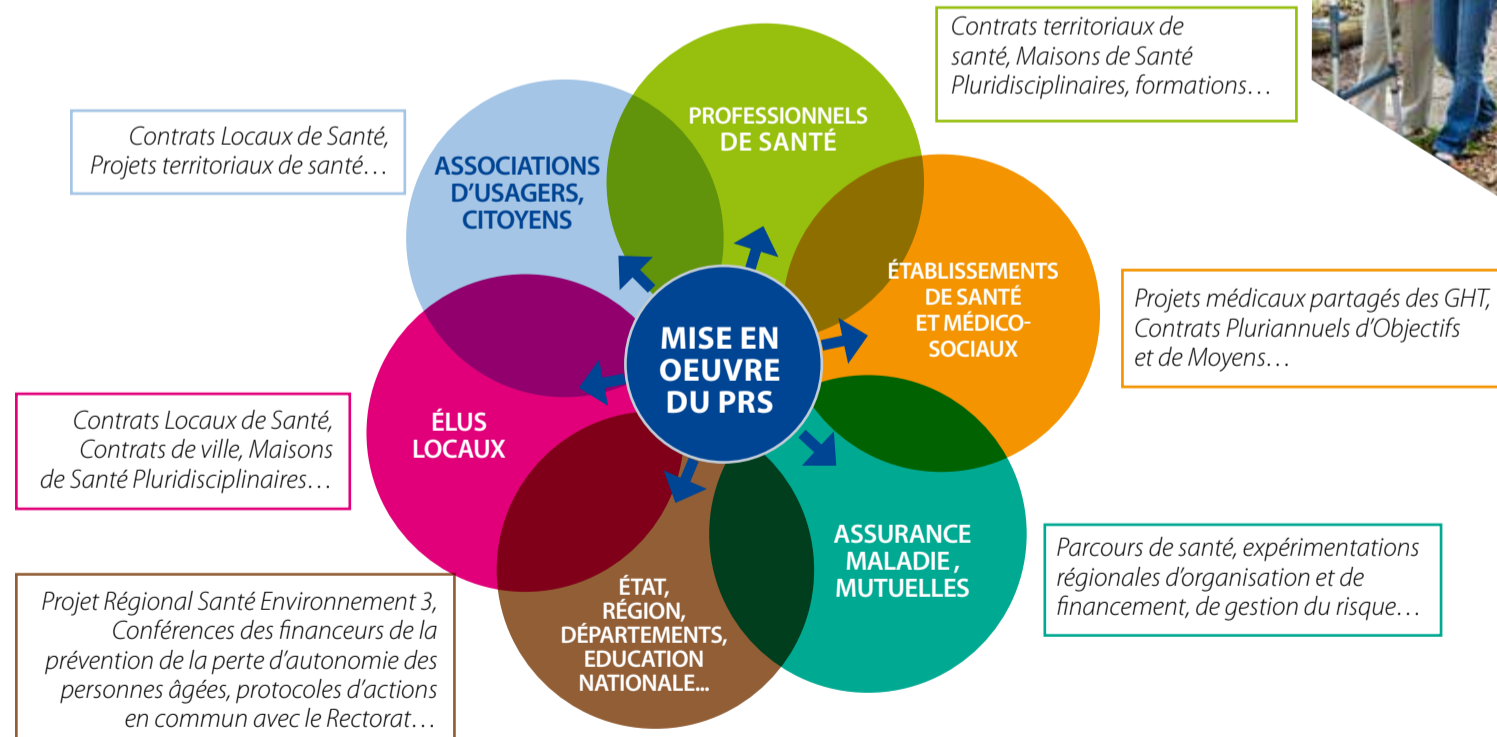 Contrats territoriaux de
santé, Maisons de Santé
Pluridisciplinaires, formations…
PROFESSIONNELS
DE SANTÉ
Contrats Locaux de Santé,
Projets territoriaux de santé…
ASSOCIATIONS
D'USAGERS,
CITOYENS
ÉTABLISSEMENTS
DE SANTÉ
ET MÉDICO-
SOCIAUX
Projets médicaux partagés des GHT,
Contrats Pluriannuels d'Objectifs
et de Moyens…
MISE EN
OEUVRE
DU PRS
Contrats Locaux de Santé,
Contrats de ville, Maisons
de Santé Pluridisciplinaires…
ÉLUS
LOCAUX
ASSURANCE
MALADIE ,
MUTUELLES
Parcours de santé, expérimentations
régionales d'organisation et de
financement, de gestion du risque…
Projet Régional Santé Environnement 3,
Conférences des financeurs de la
prévention de la perte d'autonomie des
personnes âgées, protocoles d'actions
en commun avec le Rectorat…
ÉTAT,
RÉGION,
DÉPARTEMENTS,
EDUCATION
NATIONALE...